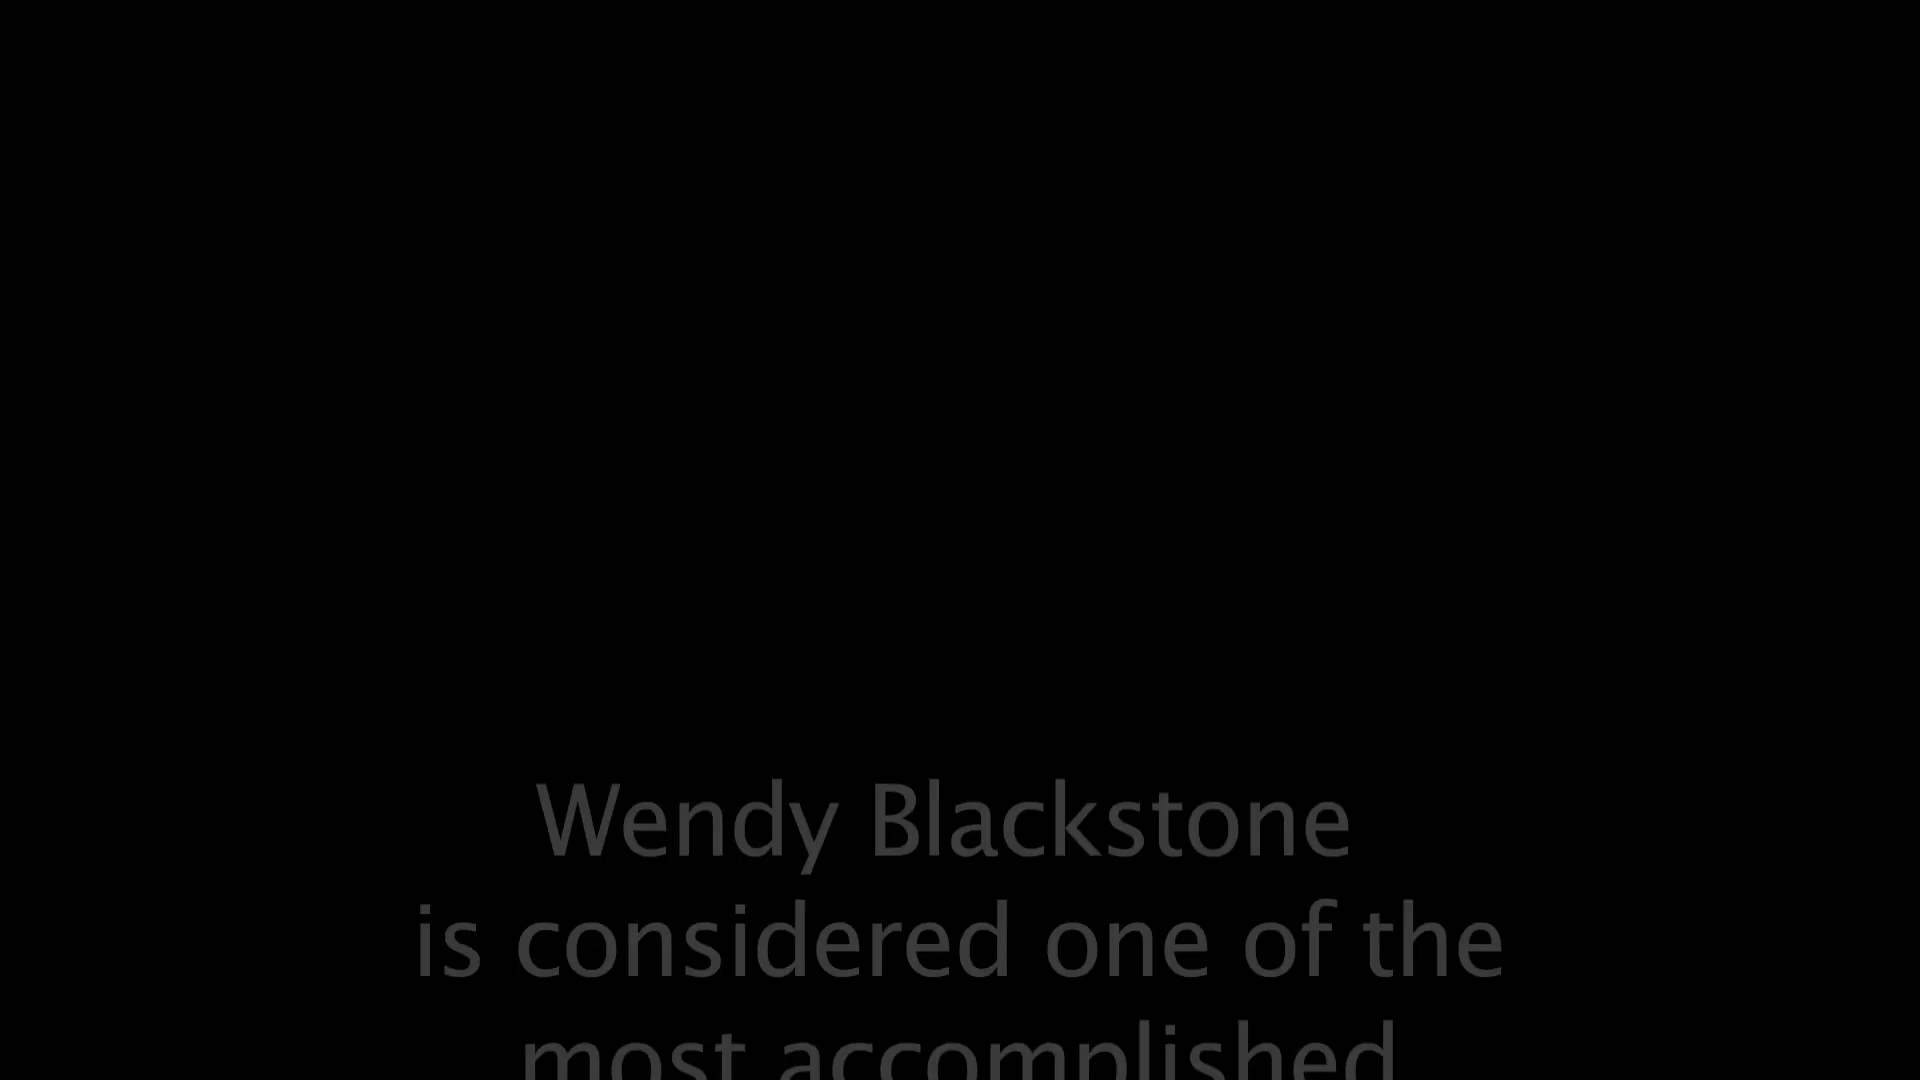 Wendy Blackstone
is considered one of the
most accomplished